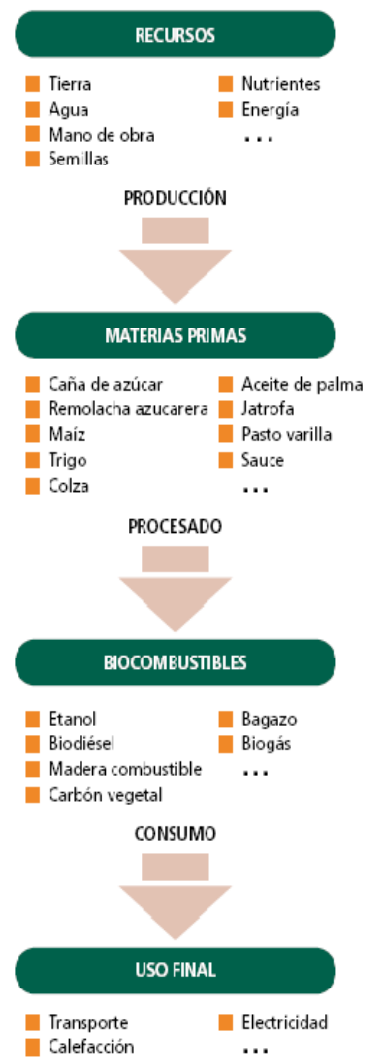 RECURSOS
Tierra
Agua
Mano de obra
Semillas
Nutrientes
Energía
...
PRODUCCIÓN
MATERIAS PRIMAS
Caña de azúcar
Remolacha azucarera
Maíz
Trigo
Colza
Aceite de palma
Jatrofa
Pasto varilla
Sauce
...
PROCESADO
BIOCOMBUSTIBLES
Etanol
Biodiésel
Madera combustible
Carbón vegetal
Bagazo
Biogás
...
CONSUMO
USO FINAL
Transporte
Calefacción
Electricidad
...